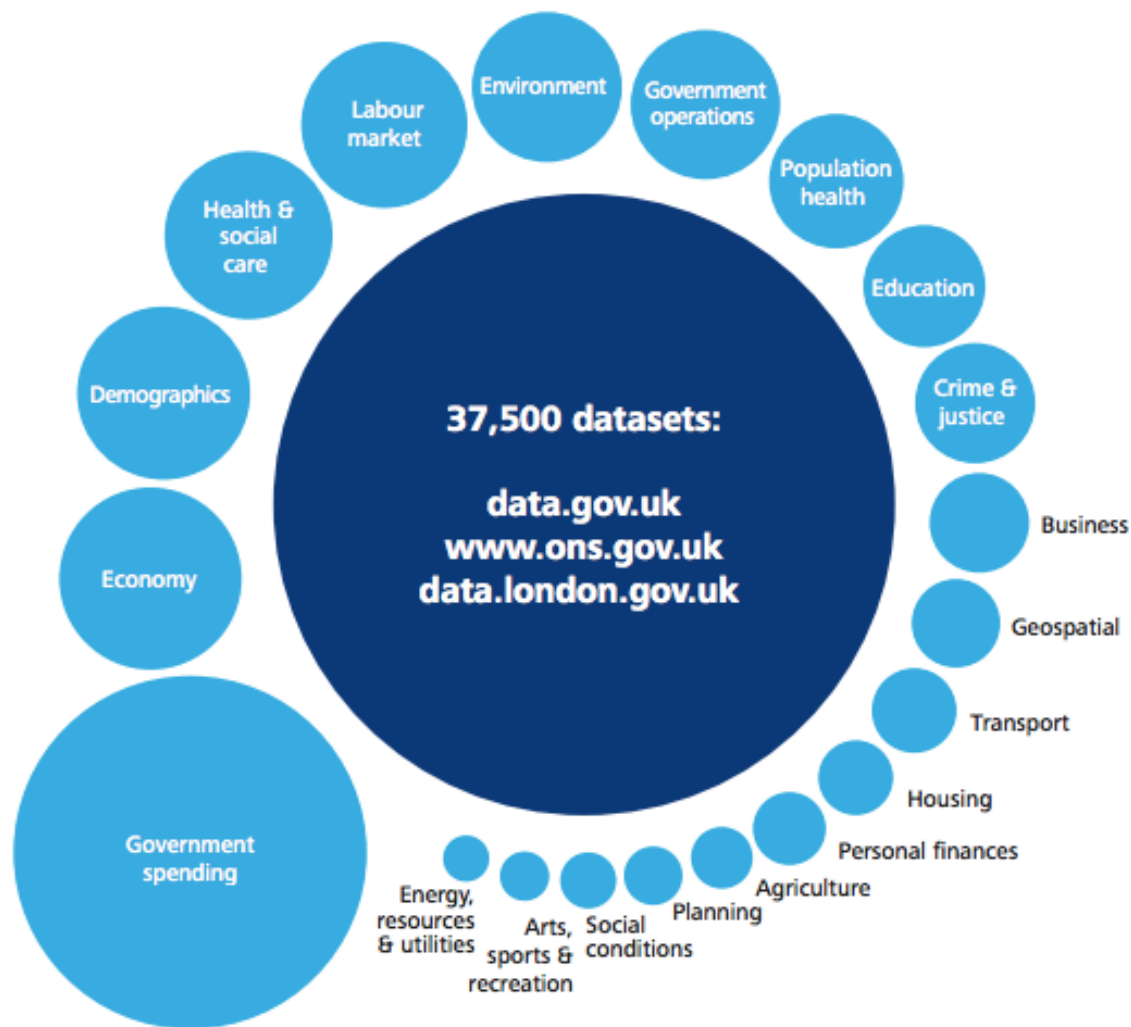 Environment
Government
operations
Labour
market
Population
health
Health &
social
care
Education
Demographics
Crime &
justice
37,500 datasets:
data.gov.uk
www.ons.gov.uk
data.london.gov.uk
Business
Economy
Geospatial
Transport
Housing
Government
spending
Personal finances
Agriculture
Planning
Social
conditions
Arts,
sports &
recreation
Energy,
resources
& utilities